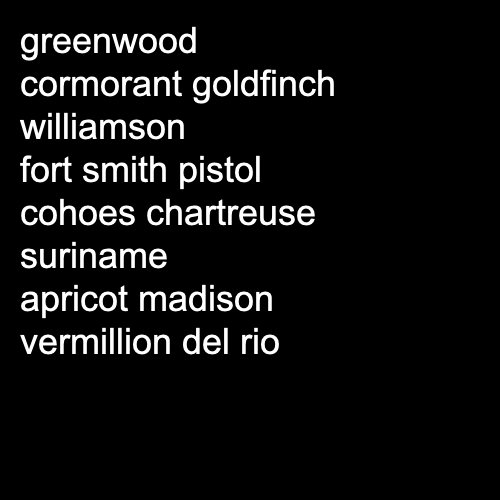 greenwood
cormorant goldfinch
williamson
fort smith pistol
cohoes chartreuse
suriname
apricot madison
vermillion del rio